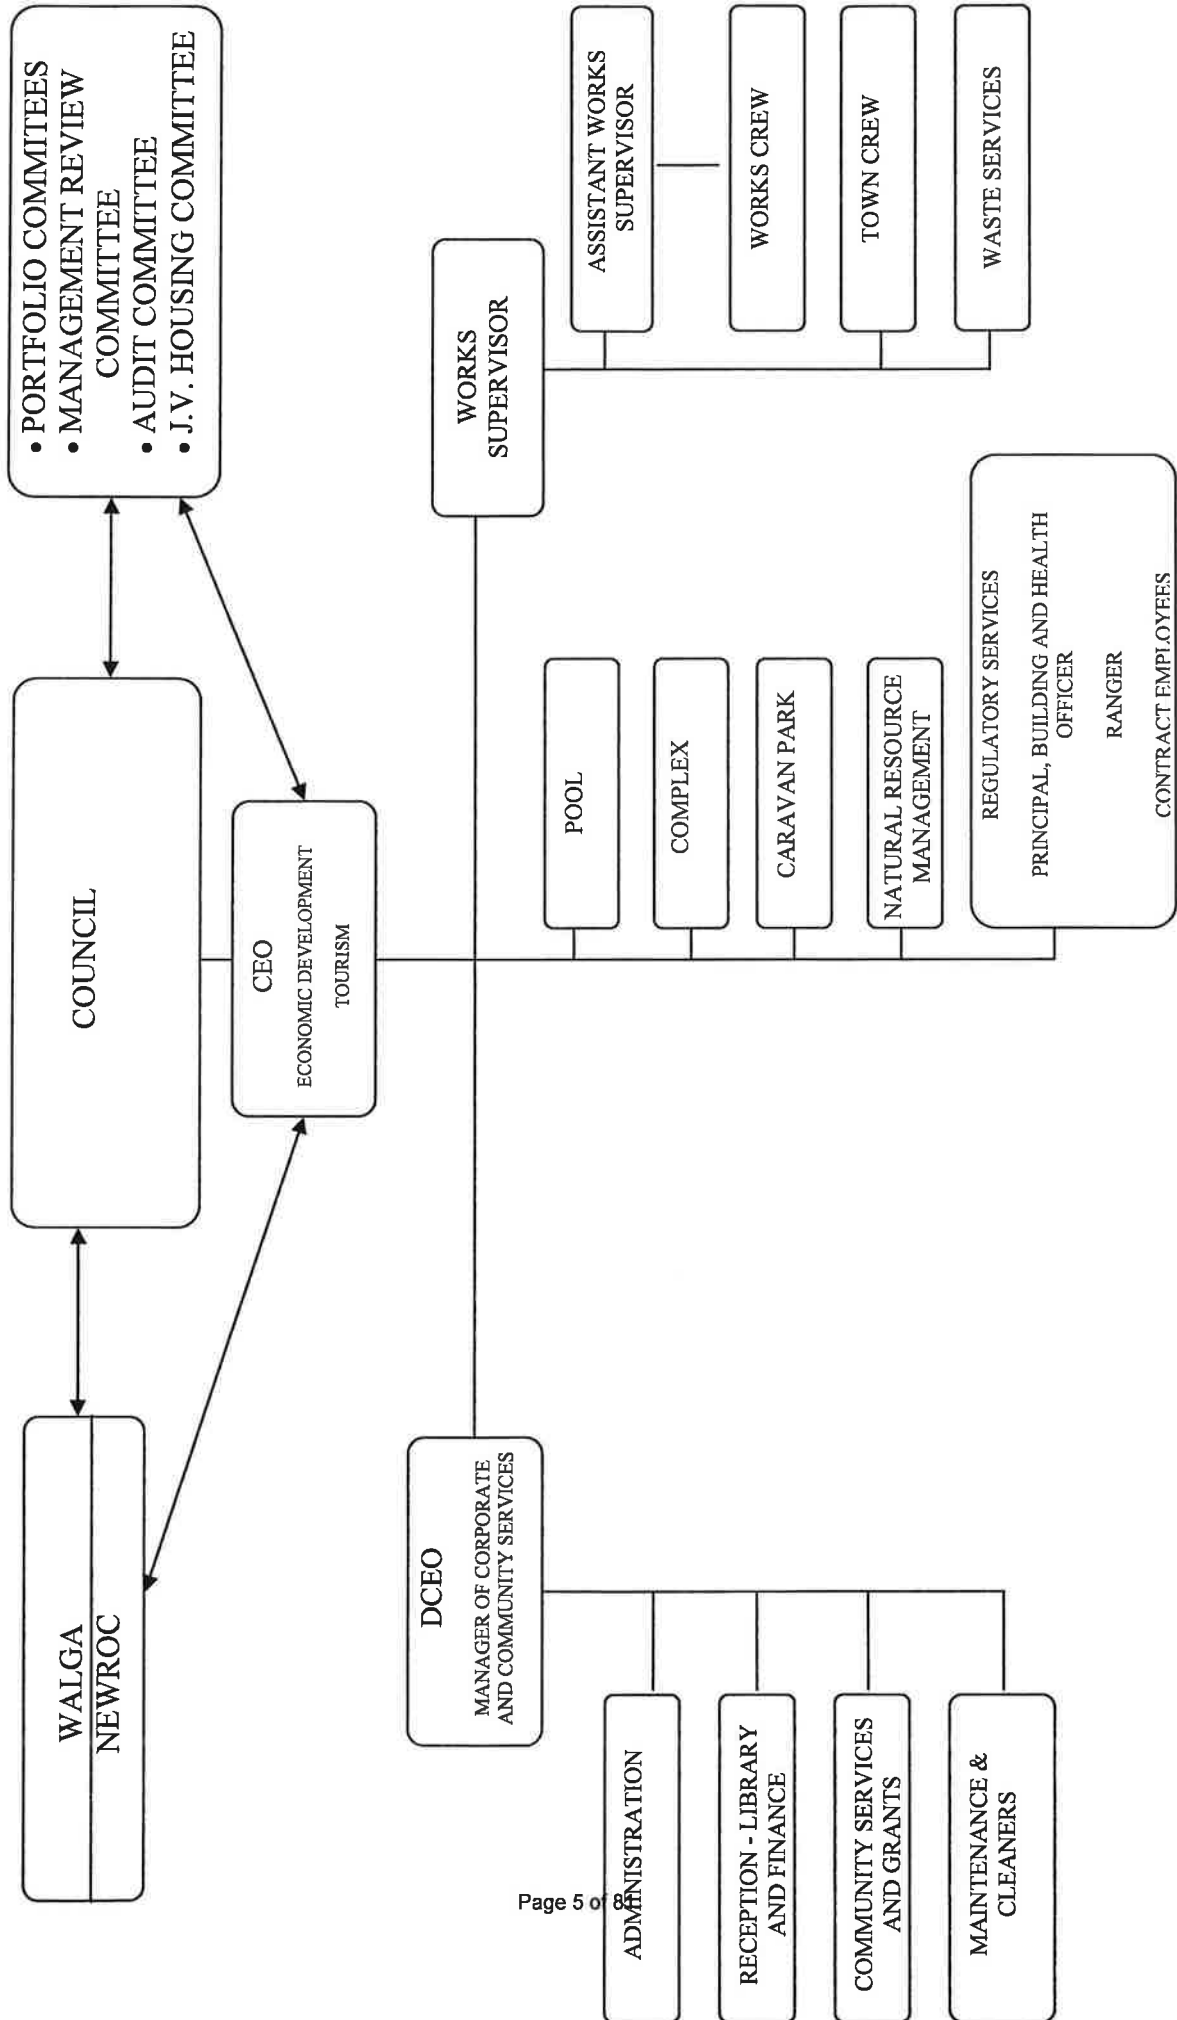 WALGA
NEWROC
COUNCIL
• PORTFOLIO COMMITEES
• MANAGEMENT REVIEW
COMMITTEE
• AUDIT COMMITTEE
• J.V. HOUSING COMMITTEE
CEO
ECONOMIC DEVELOPMENT
TOURISM
DCEO
MANAGER OF CORPORATE
AND COMMUNITY SERVICES
WORKS
SUPERVISOR
ADMINISTRATION
RECEPTION - LIBRARY
AND FINANCE
COMMUNITY SERVICES
AND GRANTS
MAINTENANCE &
CLEANERS
POOL
COMPLEX
CARAVAN PARK
NATURAL RESOURCE
MANAGEMENT
REGULATORY SERVICES
PRINCIPAL, BUILDING AND HEALTH
OFFICER
RANGER
CONTRACT EMPLOYEES
ASSISTANT WORKS
SUPERVISOR
WORKS CREW
TOWN CREW
WASTE SERVICES
Page 5 of